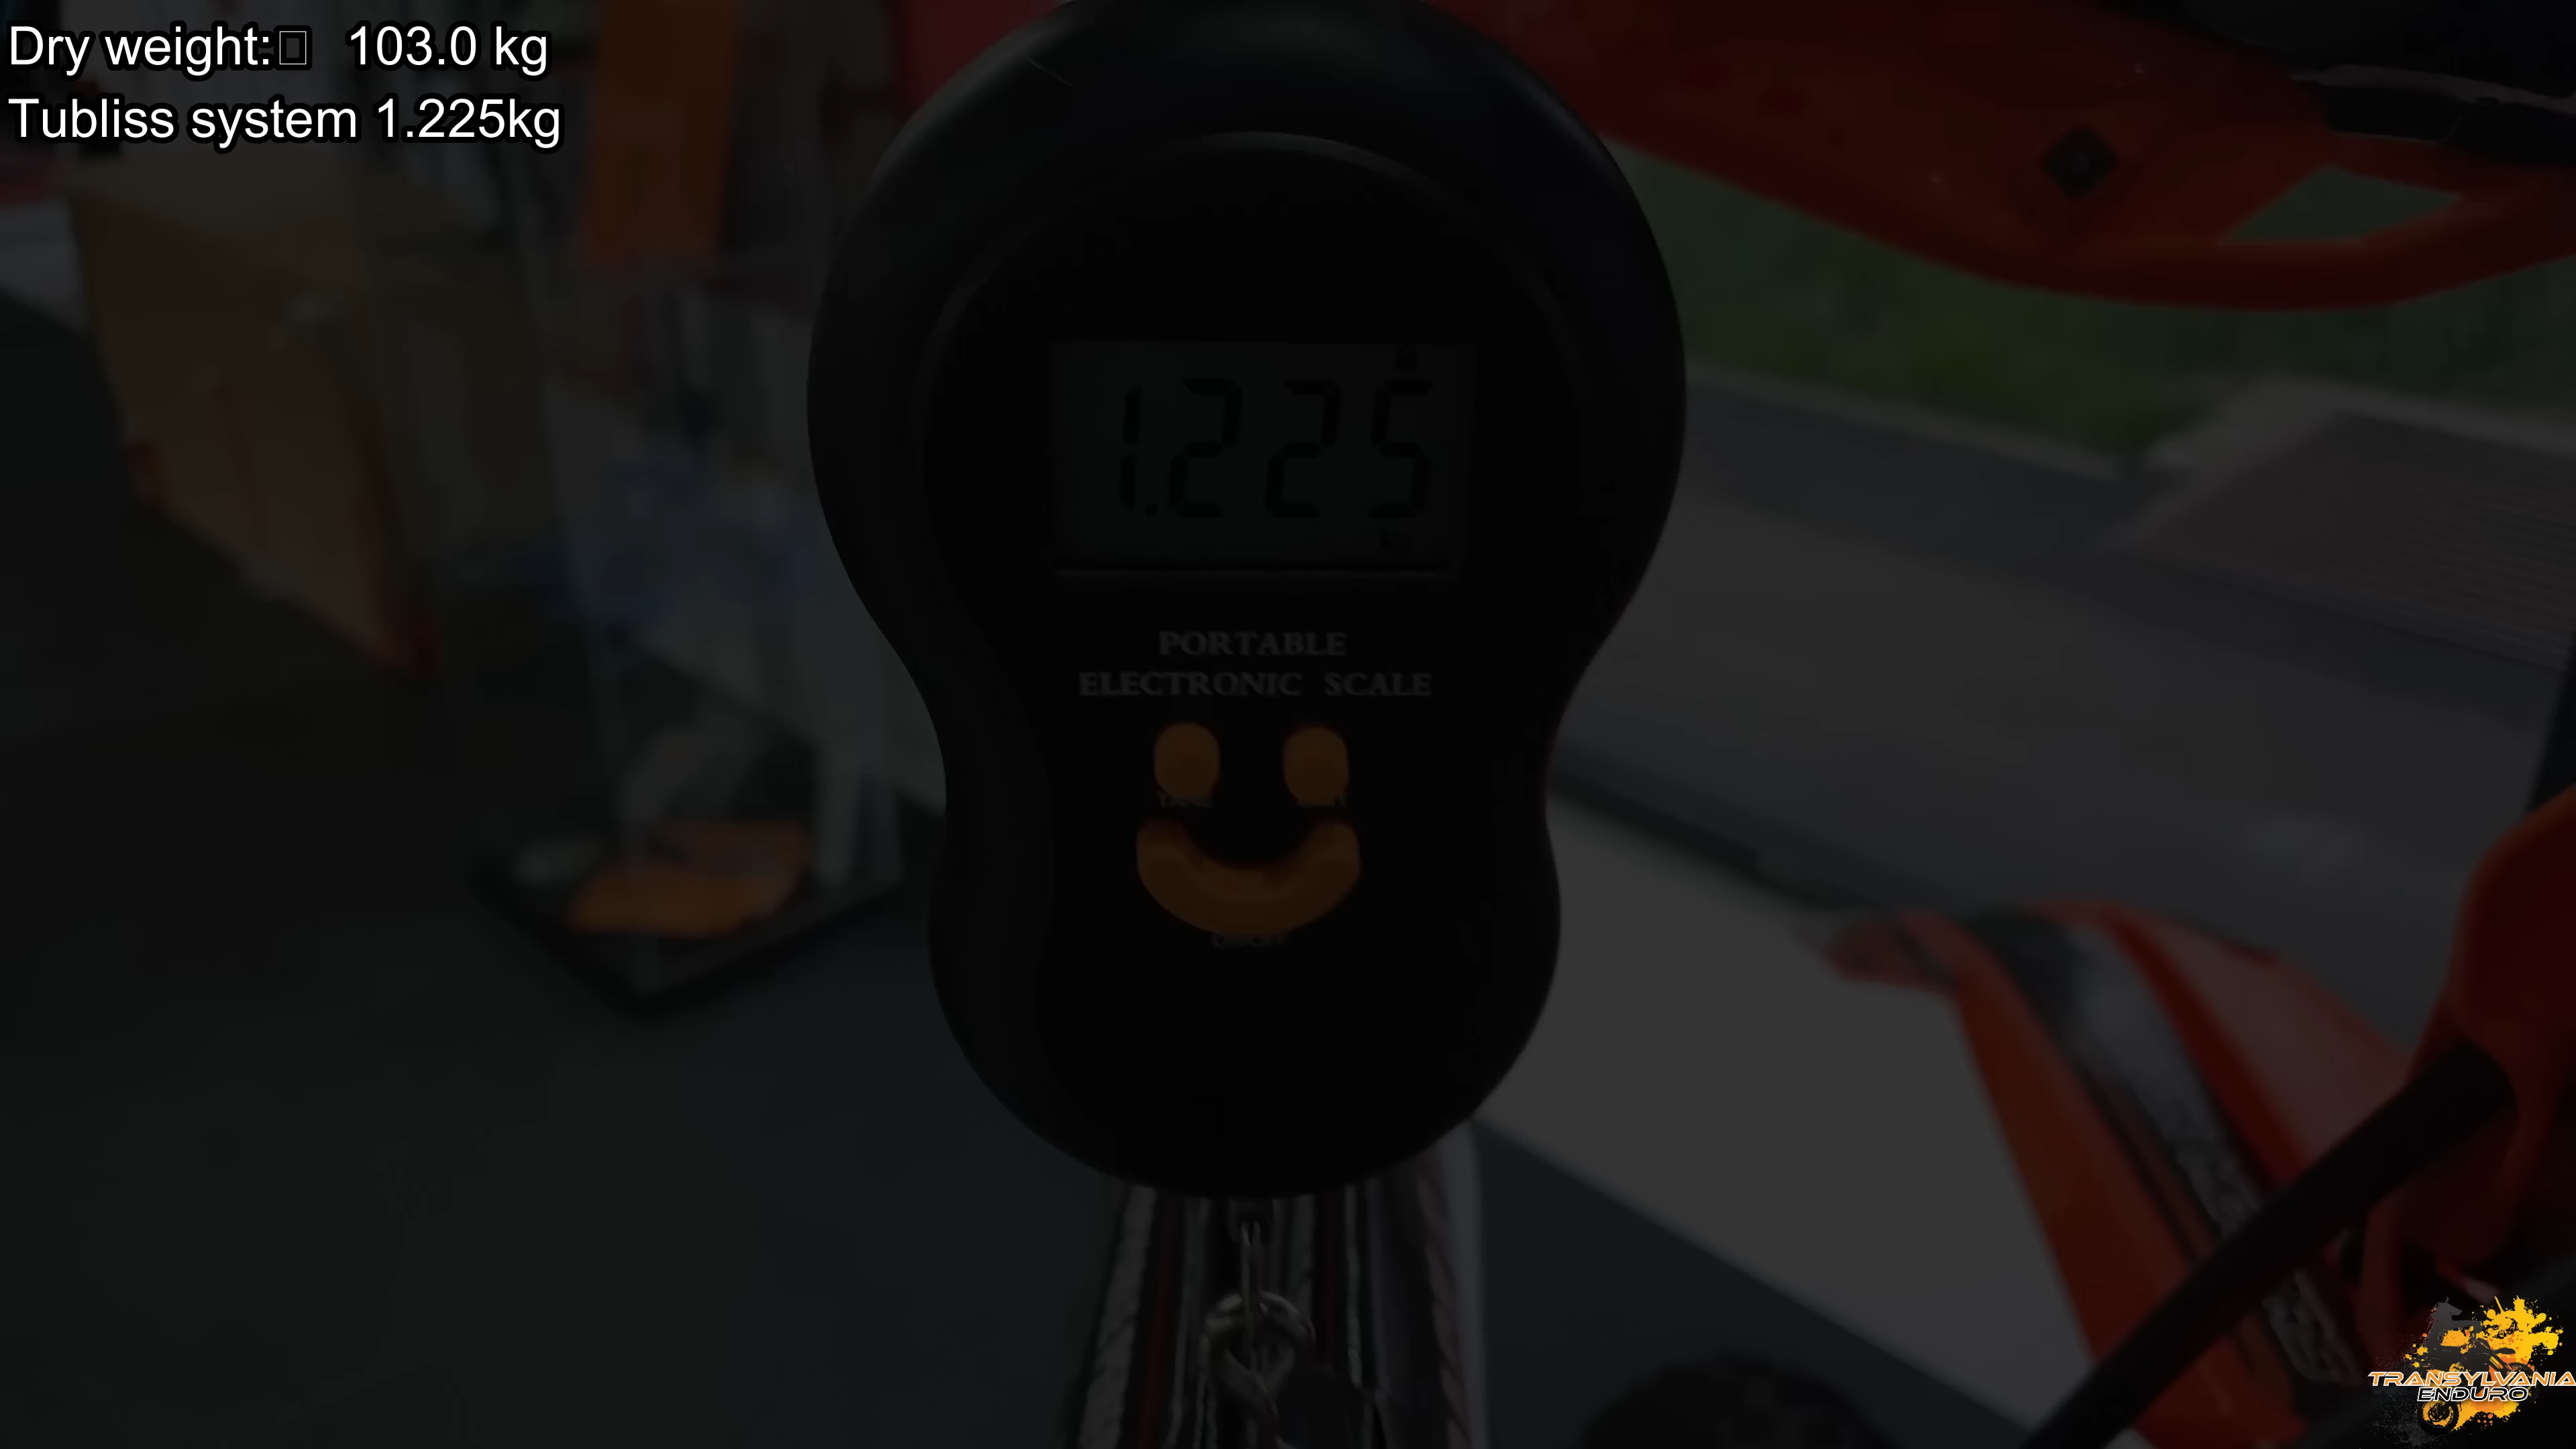 Dry weight: 103.0 kg
Tubliss system 1.225kg
1.225
PORTABLE
ELECTRONIC SCALE
TRANSYLVANIA
ENDURO